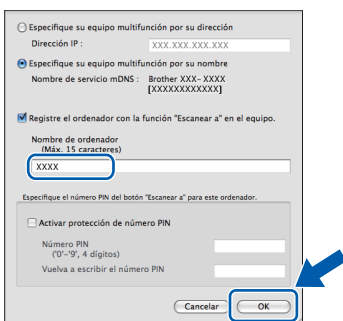 Especifique su equipo multifunción por su dirección
Dirección IP :
XXX.XXX.XXX.XXX
Especifique su equipo multifunción por su nombre
Nombre de servicio mDNS : Brother XXX- XXXX
[XXXXXXXXXXXX]
Registre el ordenador con la función "Escanear a" en el equipo.
Nombre de ordenador
(Máx. 15 caracteres)
XXXX
Especifique el número PIN del botón "Escanear a" para este ordenador.
Activar protección de número PIN
Número PIN
('0'-'9', 4 dígitos)
Vuelva a escribir el número PIN
Cancelar OK